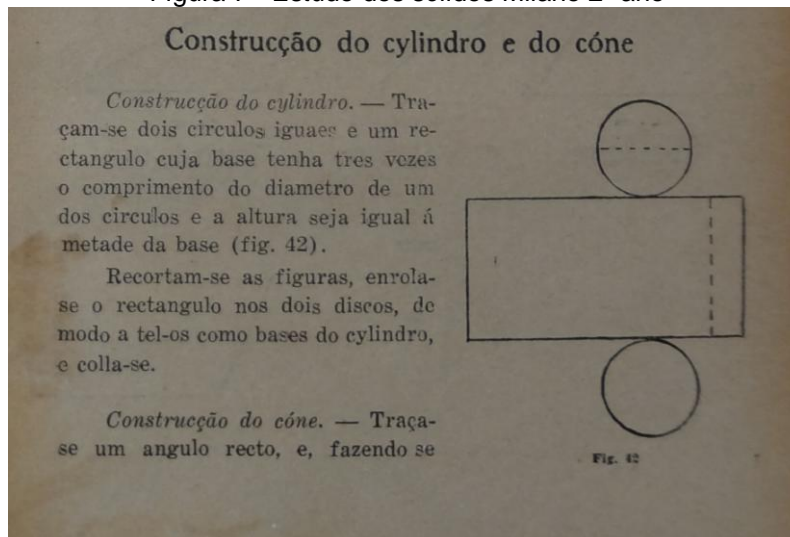 Construcção do cylindro e do cóne
Construcção do cylindro. — Tra-
çam-se dois circulos iguaes e um re-
ctangulo cuja base tenha tres vezes
o comprimento do diametro de um
dos circulos e a altura seja igual á
metade da base (fig. 42).
Recortam-se as figuras, enrola-
se o rectangulo nos dois discos, de
modo a tel-os como bases do cylindro,
e colla-se.
Construcção do cóne. — Traça-
se um angulo recto, e, fazendo se
Fig. 42